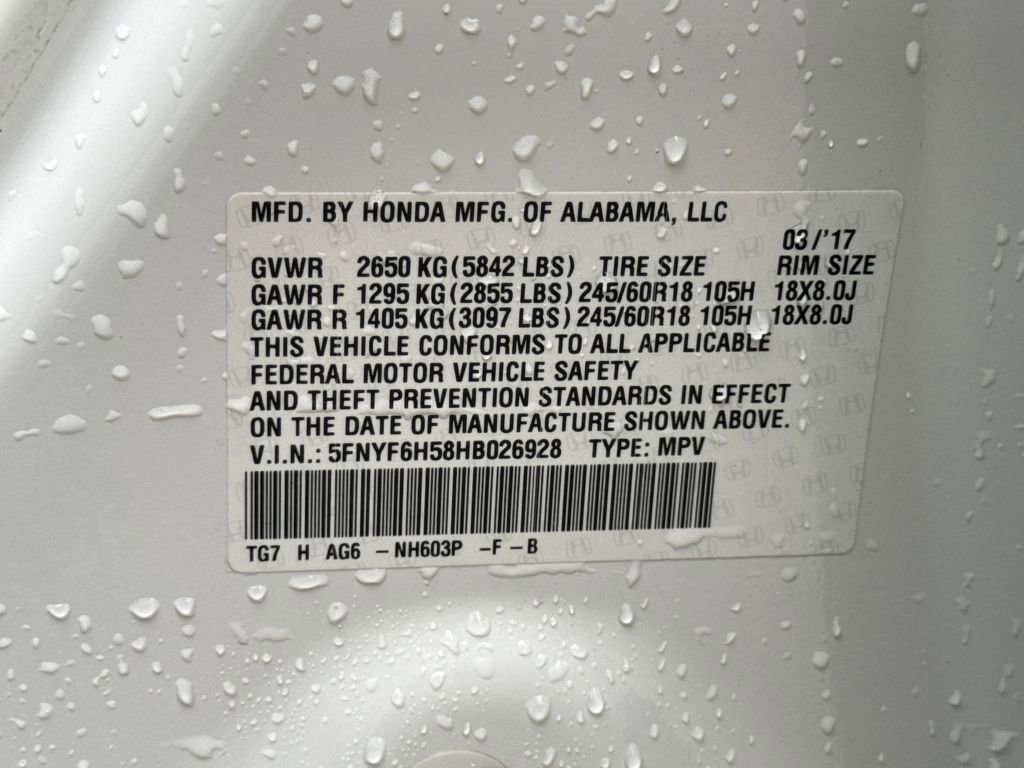 MFD. BY HONDA MFG. OF ALABAMA, LLC
03/'17
GVWR 2650 KG (5842 LBS) TIRE SIZE RIM SIZE
GAWR F 1295 KG (2855 LBS) 245/60R18 105H 18X8.0J
GAWR R 1405 KG (3097 LBS) 245/60R18 105H 18X8.0J
THIS VEHICLE CONFORMS TO ALL APPLICABLE
FEDERAL MOTOR VEHICLE SAFETY
AND THEFT PREVENTION STANDARDS IN EFFECT
ON THE DATE OF MANUFACTURE SHOWN ABOVE.
V.I.N.: 5FNYF6H58HB026928 TYPE: MPV
TG7 H AG6 - NH603P - F - B